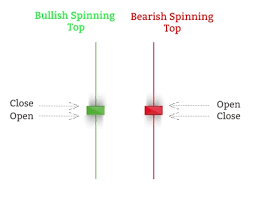 Bullish Spinning
Top
Bearish Spinning
Top
Close
Open
Open
Close